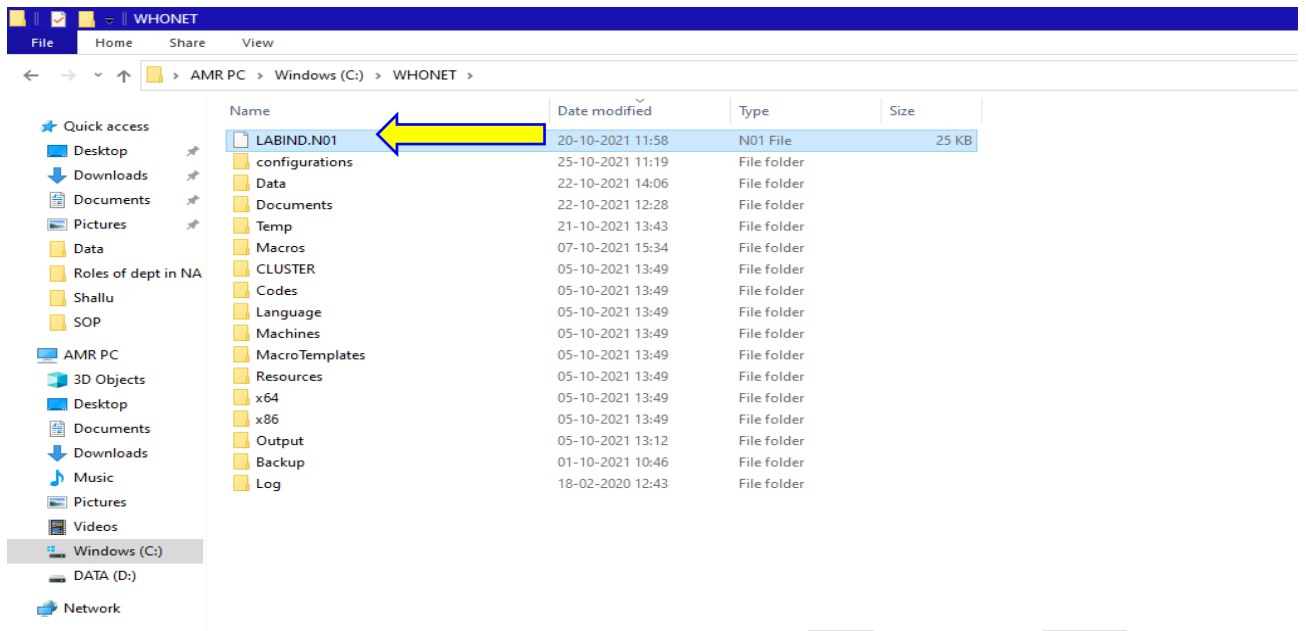 WHONET
File Home Share View
AMR PC > Windows (C:) > WHONET >
Name Date modified Type Size
Quick access
Desktop
Downloads
Documents
Pictures
Data
Roles of dept in NA
Shallu
SOP
AMR PC
3D Objects
Desktop
Documents
Downloads
Music
Pictures
Videos
Windows (C:)
DATA (D:)
Network
LABIND.N01 20-10-2021 11:58 N01 File 25 KB
configurations 25-10-2021 11:19 File folder
Data 22-10-2021 14:06 File folder
Documents 22-10-2021 12:28 File folder
Temp 21-10-2021 13:43 File folder
Macros 07-10-2021 15:34 File folder
CLUSTER 05-10-2021 13:49 File folder
Codes 05-10-2021 13:49 File folder
Language 05-10-2021 13:49 File folder
Machines 05-10-2021 13:49 File folder
MacroTemplates 05-10-2021 13:49 File folder
Resources 05-10-2021 13:49 File folder
x64 05-10-2021 13:49 File folder
x86 05-10-2021 13:49 File folder
Output 05-10-2021 13:12 File folder
Backup 01-10-2021 10:46 File folder
Log 18-02-2020 12:43 File folder